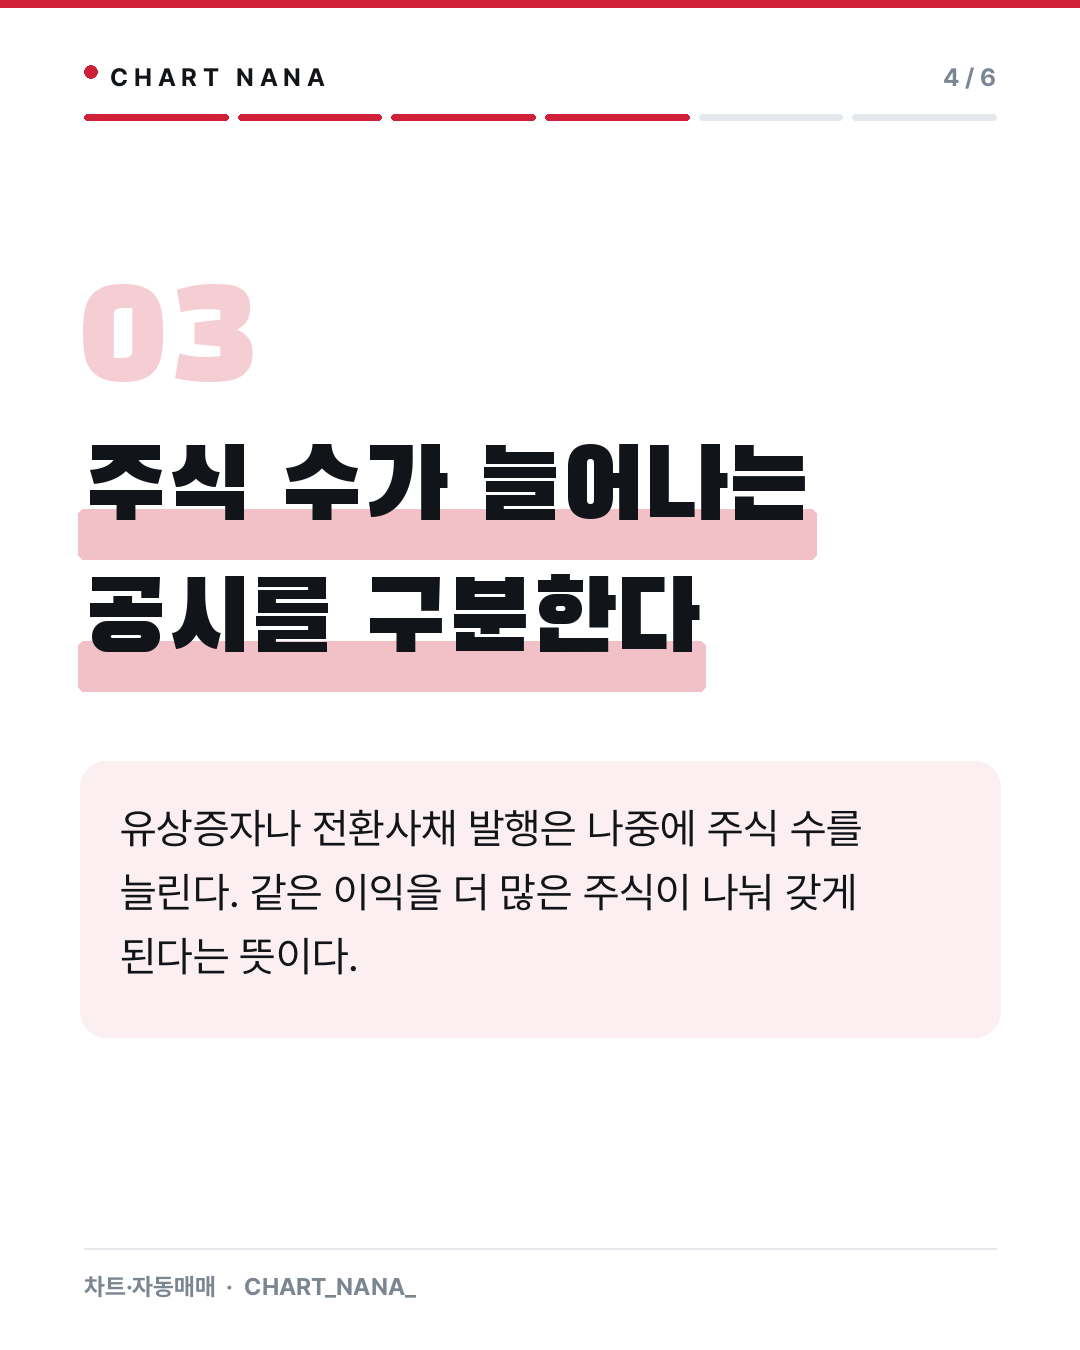 CHART NANA
4 / 6
03
주식 수가 늘어나는
공시를 구분한다
유상증자나 전환사채 발행은 나중에 주식 수를
늘린다. 같은 이익을 더 많은 주식이 나눠 갖게
된다는 뜻이다.
차트·자동매매 · CHART_NANA_